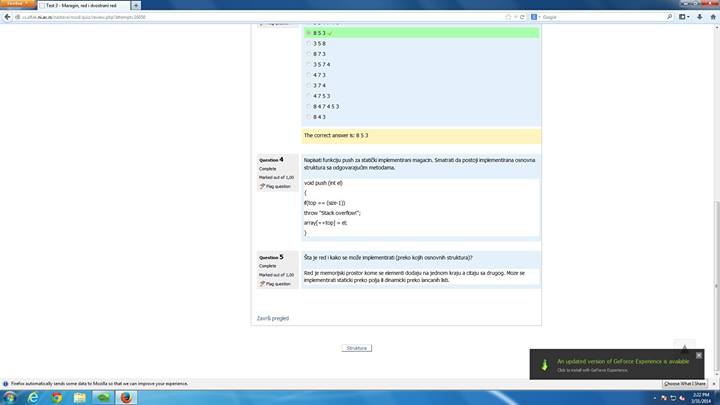 Firefox
Test 3 - Maragin, red i dvostrani red
cs.elfak.ni.ac.rs/nastava/mod/quiz/review.php?attempt=26656
Google
8 5 3
3 5 8
8 7 3
3 5 7 4
4 7 3
3 7 4
4 7 5 3
8 4 7 4 5 3
8 4 3
The correct answer is: 8 5 3
Question 4
Complete
Marked out of 1,00
Flag question
Napisati funkciju push za statički implementirani magacin. Smatrati da postoji implementirana osnovna
struktura sa odgovarajućim metodama.
void push (int el)
{
if(top == (size-1))
throw "Stack overflow!";
array[++top] = el;
}
Question 5
Complete
Marked out of 1,00
Flag question
Šta je red i kako se može implementirati (preko kojih osnovnih struktura)?
Red je memorijski prostor kome se elementi dodaju na jednom kraju a citaju sa drugog. Moze se
implementirati staticki preko polja ili dinamicki preko lancanih listi.
Završi pregled
Strukture
An updated version of GeForce Experience is available
Click to install with GeForce Experience.
Firefox automatically sends some data to Mozilla so that we can improve your experience.
Choose What I Share
3:22 PM
3/31/2014